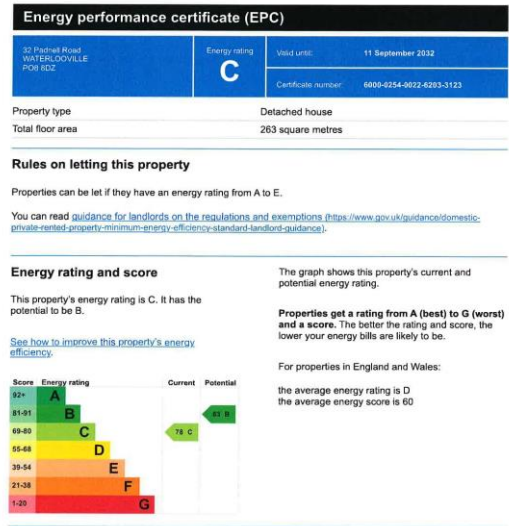 Energy performance certificate (EPC)
32 Padnell Road
WATERLOOVILLE
PO8 8DZ
Energy rating
C
Valid until:
11 September 2032
Certificate number:
6000-0254-0022-6203-3123
Property type
Detached house
Total floor area
263 square metres
Rules on letting this property
Properties can be let if they have an energy rating from A to E.
You can read guidance for landlords on the regulations and exemptions (https://www.gov.uk/guidance/domestic-
private-rented-property-minimum-energy-efficiency-standard-landlord-guidance).
Energy rating and score
This property's energy rating is C. It has the
potential to be B.
See how to improve this property's energy
efficiency.
The graph shows this property's current and
potential energy rating.
Properties get a rating from A (best) to G (worst)
and a score. The better the rating and score, the
lower your energy bills are likely to be.
For properties in England and Wales:
the average energy rating is D
the average energy score is 60
Score Energy rating Current Potential
92+ A
81-91 B 83 B
69-80 C 78 C
55-68 D
39-54 E
21-38 F
1-20 G